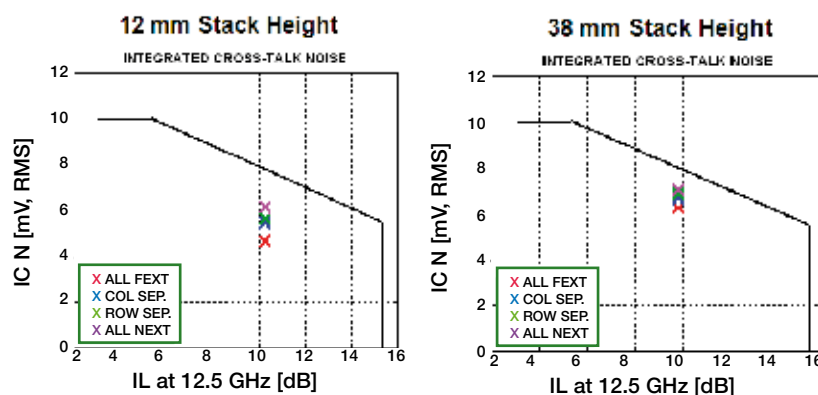 12 mm Stack Height
INTEGRATED CROSS-TALK NOISE
12
10
8
6
4
2
0
IC N [mV, RMS]
X ALL FEXT
X COL SEP.
X ROW SEP.
X ALL NEXT
2 4 6 8 10 12 14 16
IL at 12.5 GHz [dB]
38 mm Stack Height
INTEGRATED CROSS-TALK NOISE
12
10
8
6
4
2
0
IC N [mV, RMS]
X ALL FEXT
X COL SEP.
X ROW SEP.
X ALL NEXT
2 4 6 8 10 12 14 16
IL at 12.5 GHz [dB]